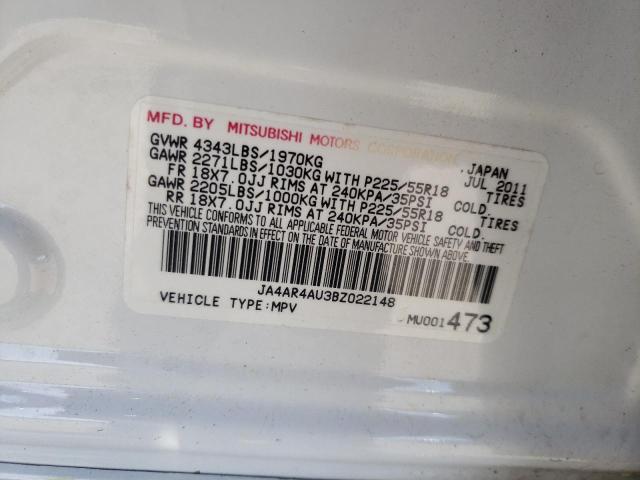 MFD. BY MITSUBISHI MOTORS CORPORATION , JAPAN
GVWR 4343LBS/1970KG JUL 2011
GAWR 2271LBS/1030KG WITH P225/55R18 TIRES
FR 18X7.0JJ RIMS AT 240KPA/35PSI COLD.
GAWR 2205LBS/1000KG WITH P225/55R18 TIRES
RR 18X7.0JJ RIMS AT 240KPA/35PSI COLD.
THIS VEHICLE CONFORMS TO ALL APPLICABLE FEDERAL MOTOR VEHICLE SAFETY AND THEFT
PREVENTION STANDARDS IN EFFECT ON THE DATE OF MANUFACTURE SHOWN ABOVE.
JA4AR4AU3BZ022148
VEHICLE TYPE:MPV MU001473